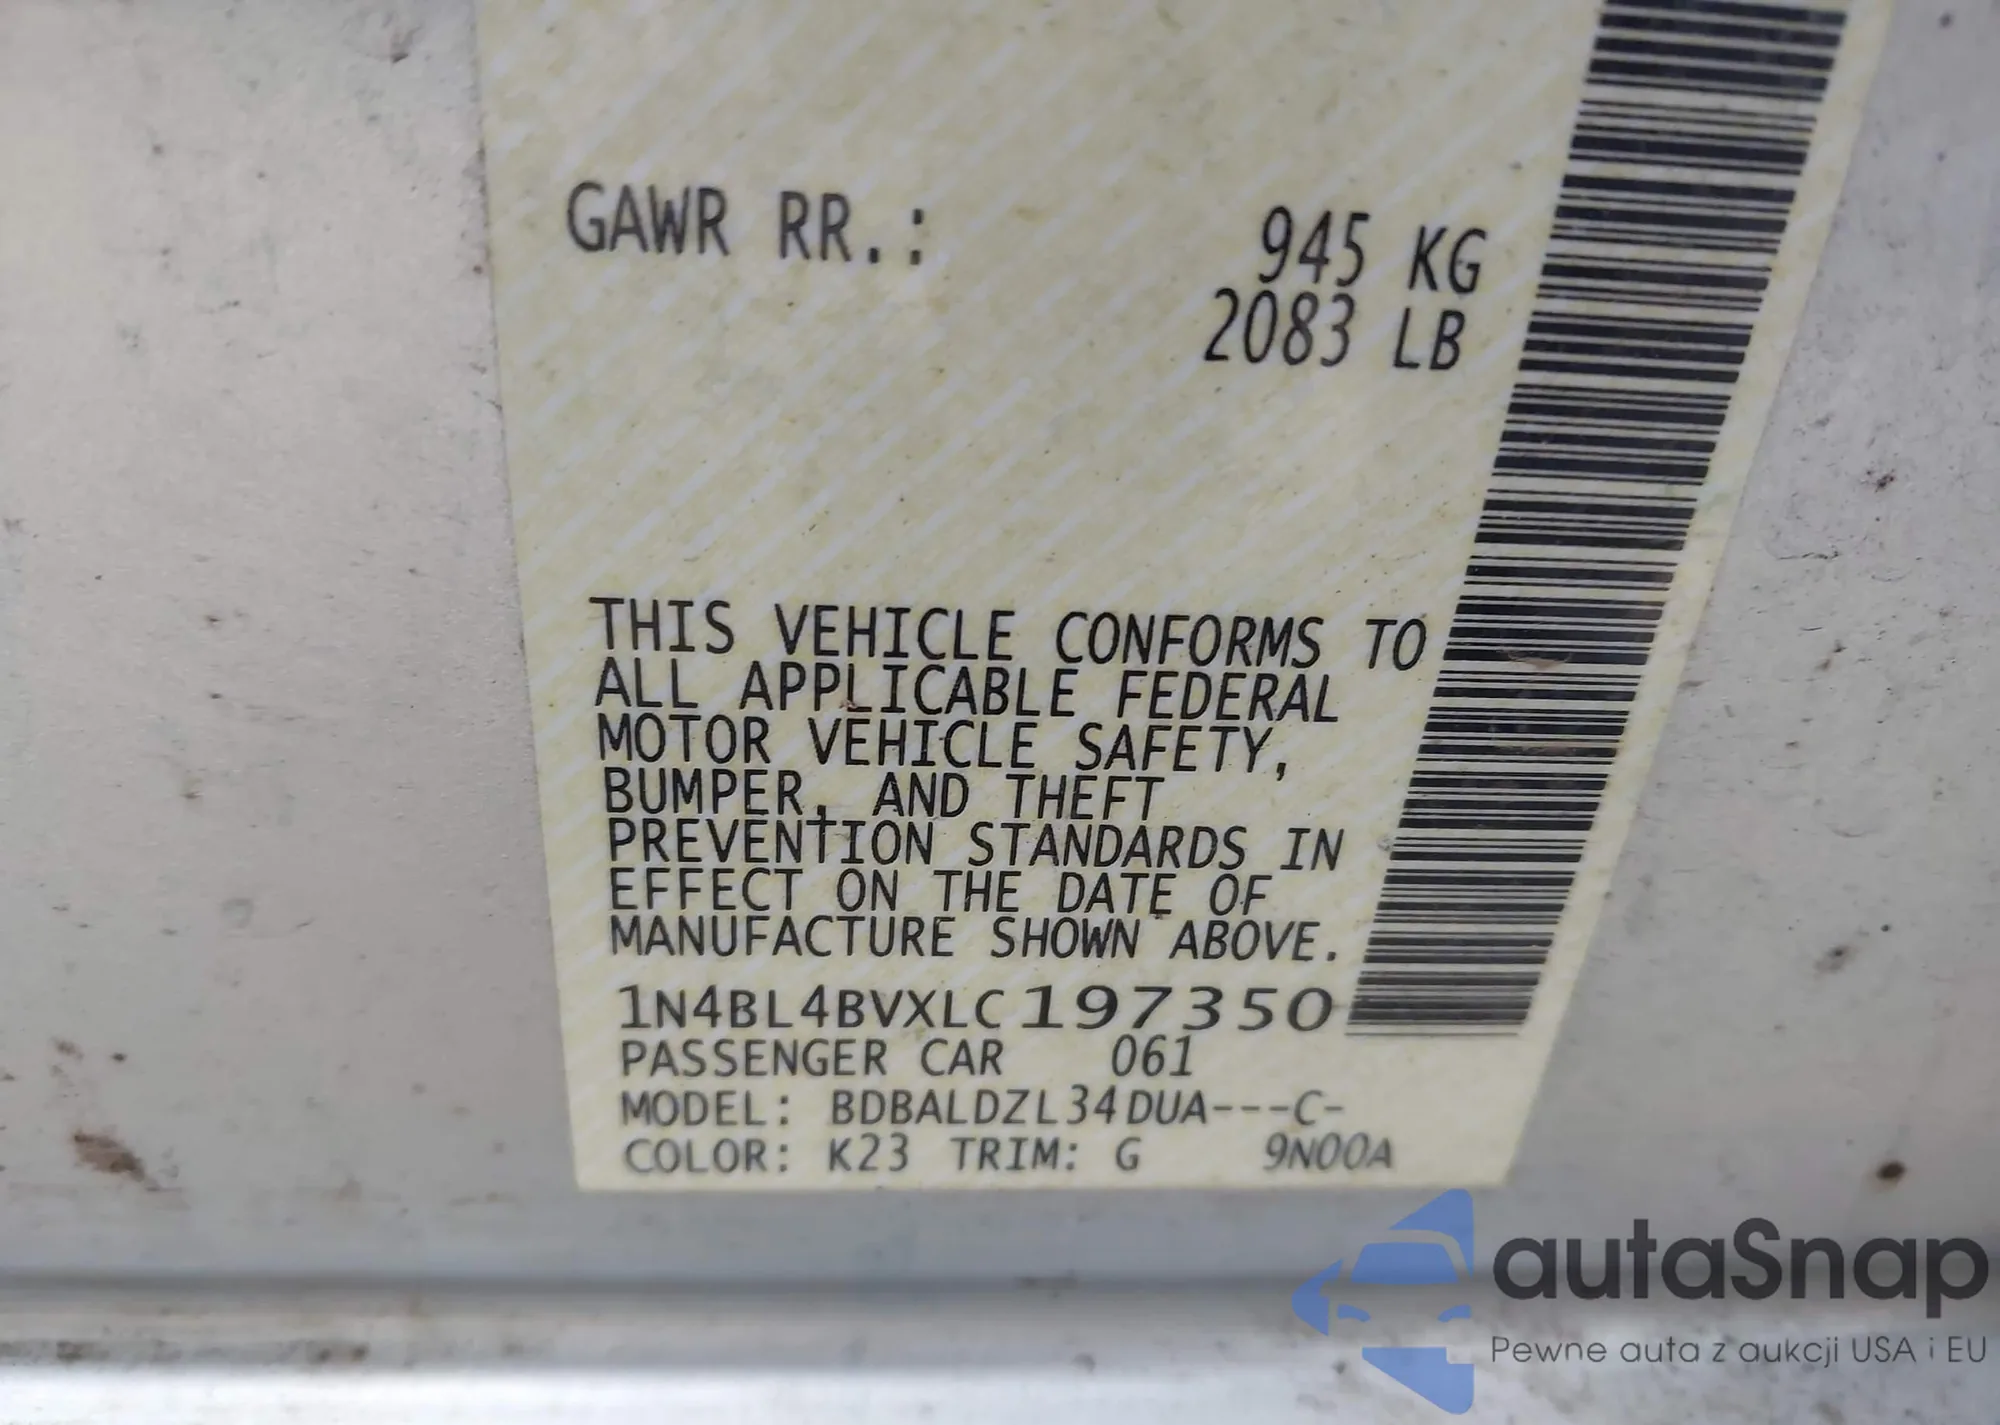 GAWR RR.: 945 KG
2083 LB
THIS VEHICLE CONFORMS TO
ALL APPLICABLE FEDERAL
MOTOR VEHICLE SAFETY,
BUMPER, AND THEFT
PREVENTION STANDARDS IN
EFFECT ON THE DATE OF
MANUFACTURE SHOWN ABOVE.
1N4BL4BVXLC197350
PASSENGER CAR 061
MODEL: BDBALDZL34DUA---C-
COLOR: K23 TRIM: G 9N00A
autaSnap
Pewne auta z aukcji USA i EU